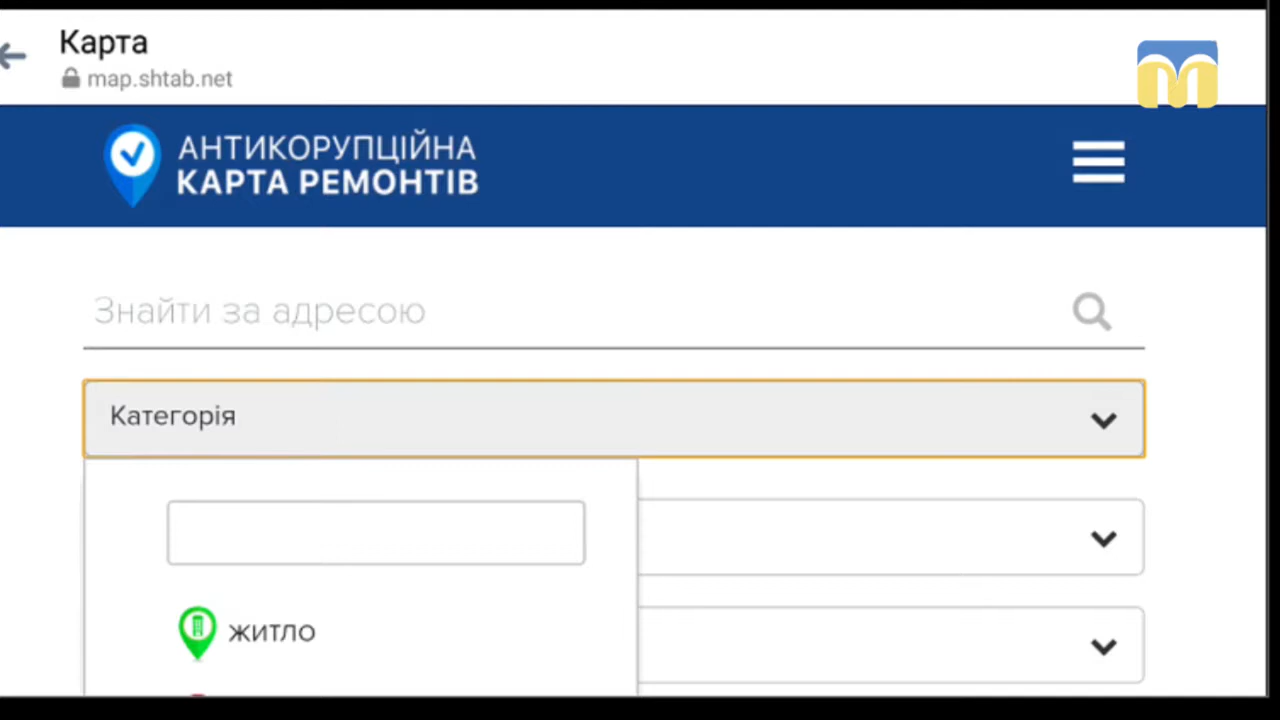 Карта
map.shtab.net
АНТИКОРУПЦІЙНА
КАРТА РЕМОНТІВ
Знайти за адресою
Категорія
житло